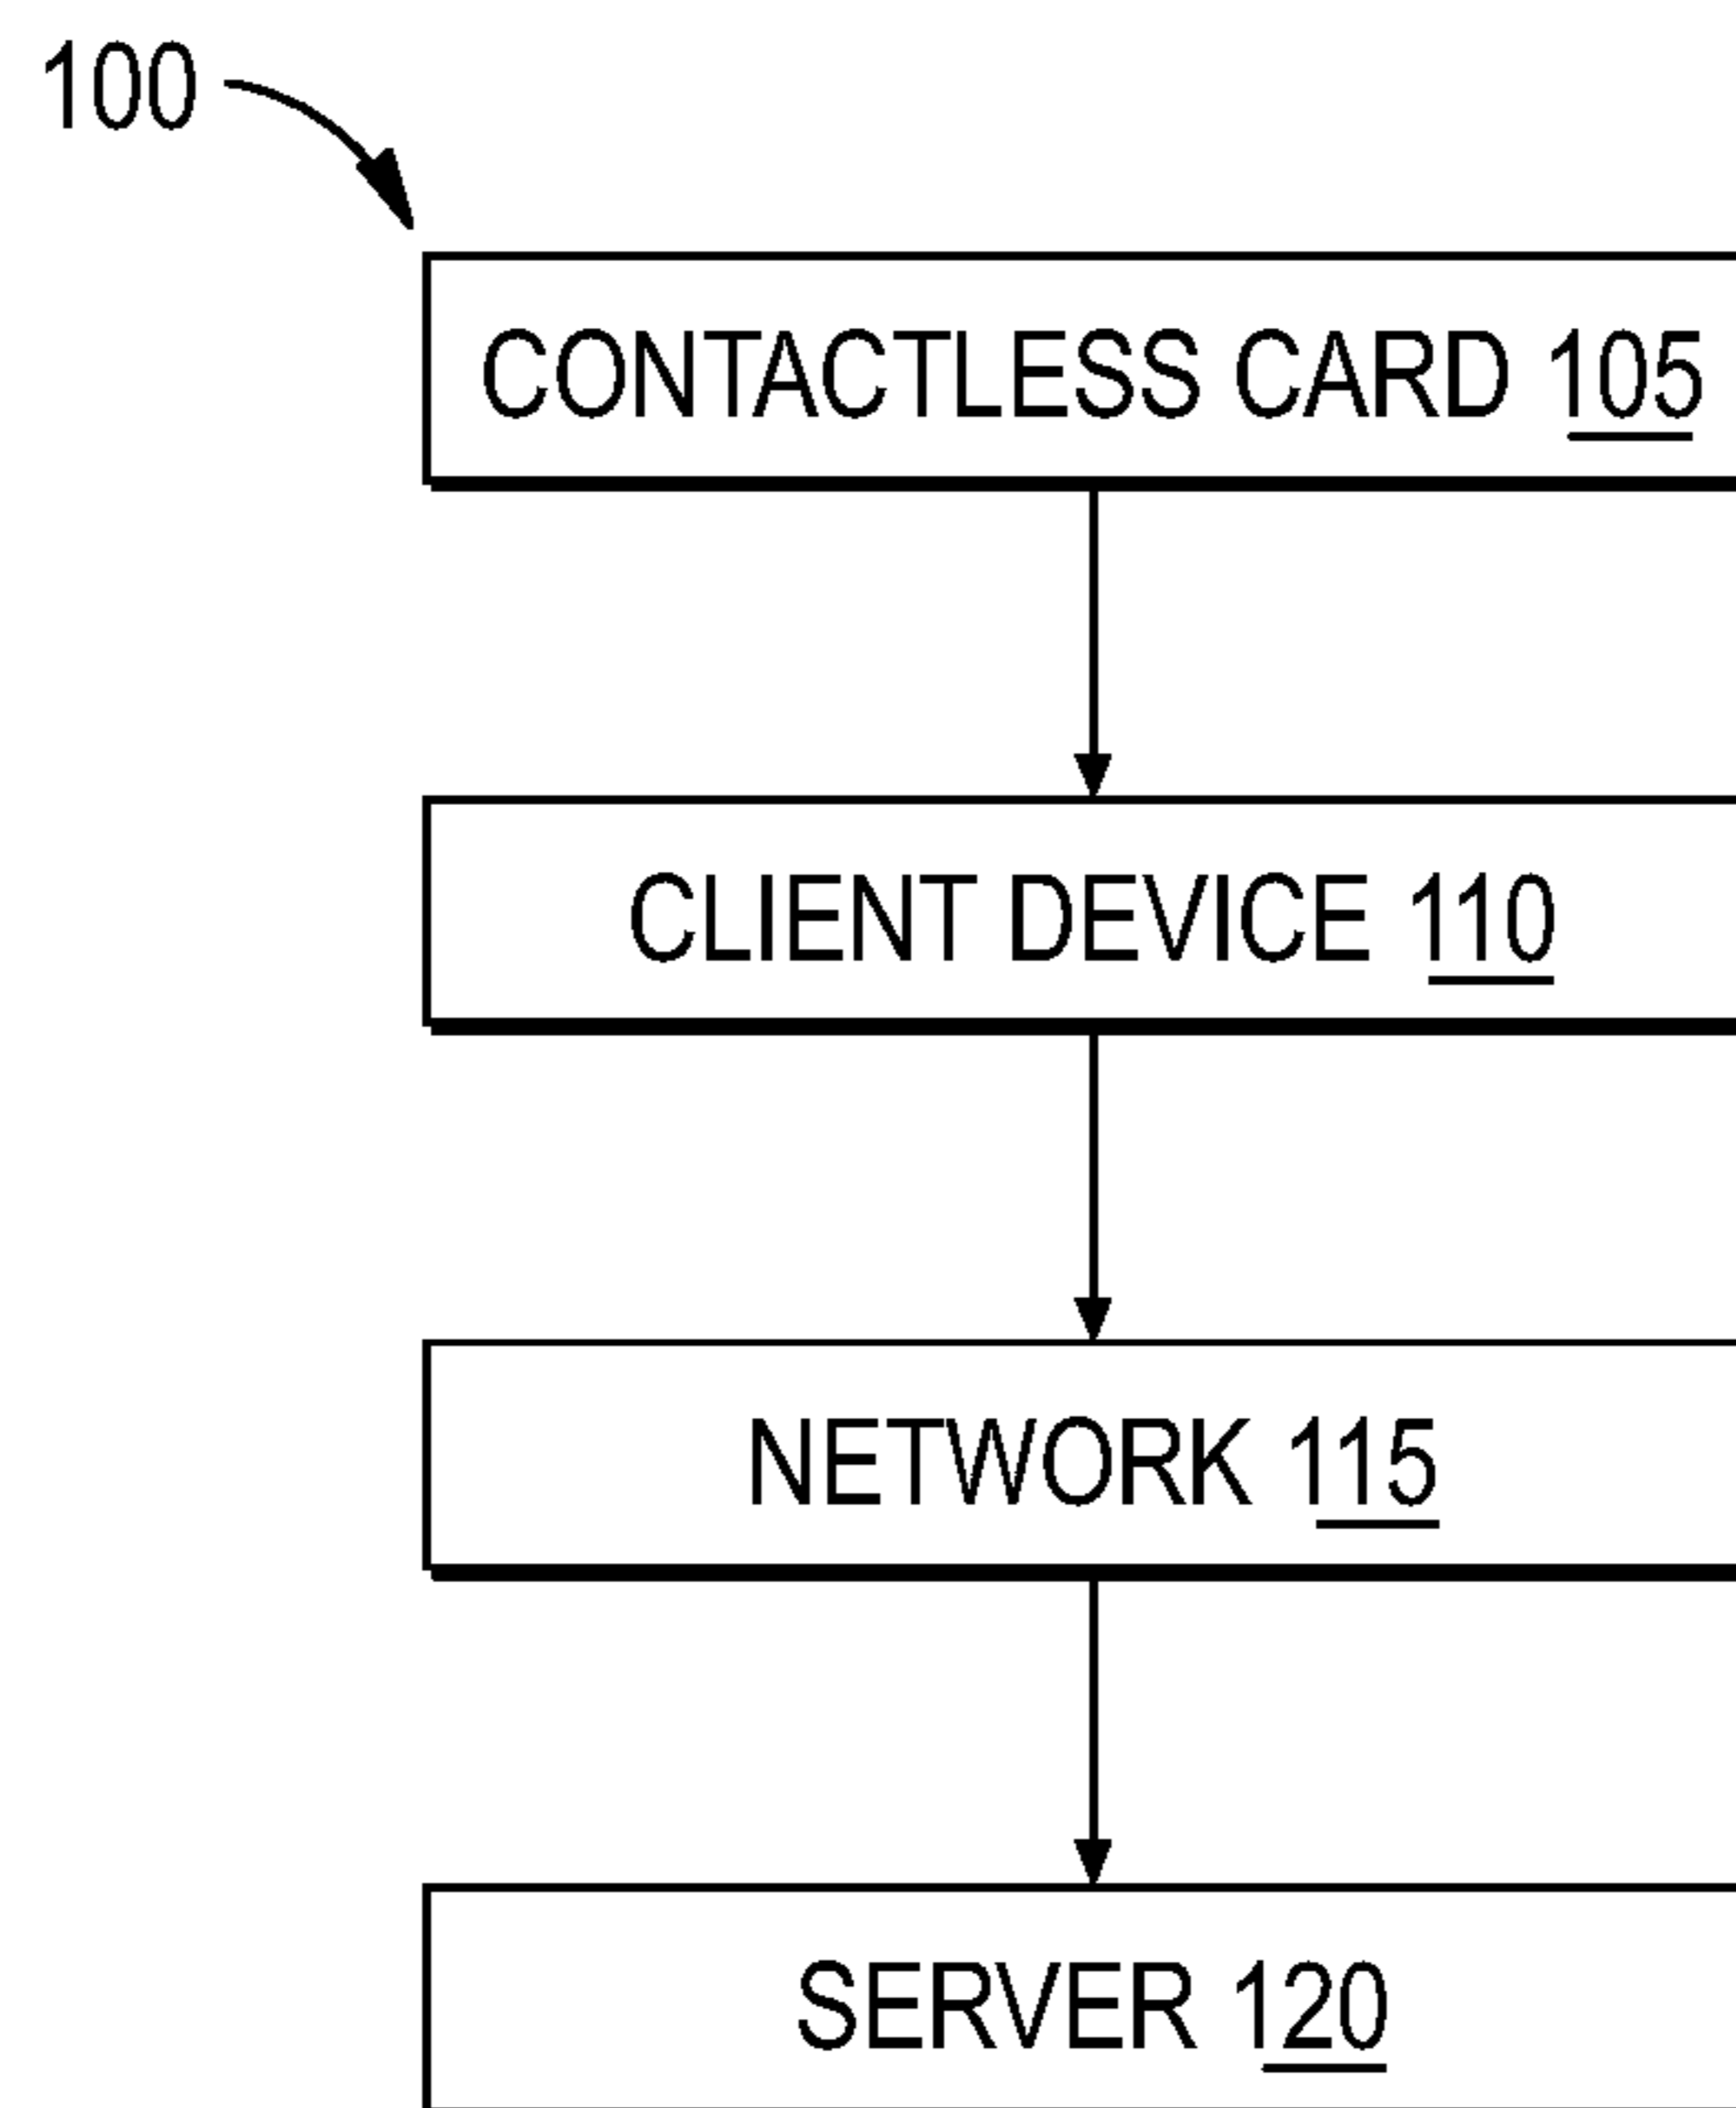 100
CONTACTLESS CARD 105
CLIENT DEVICE 110
NETWORK 115
SERVER 120